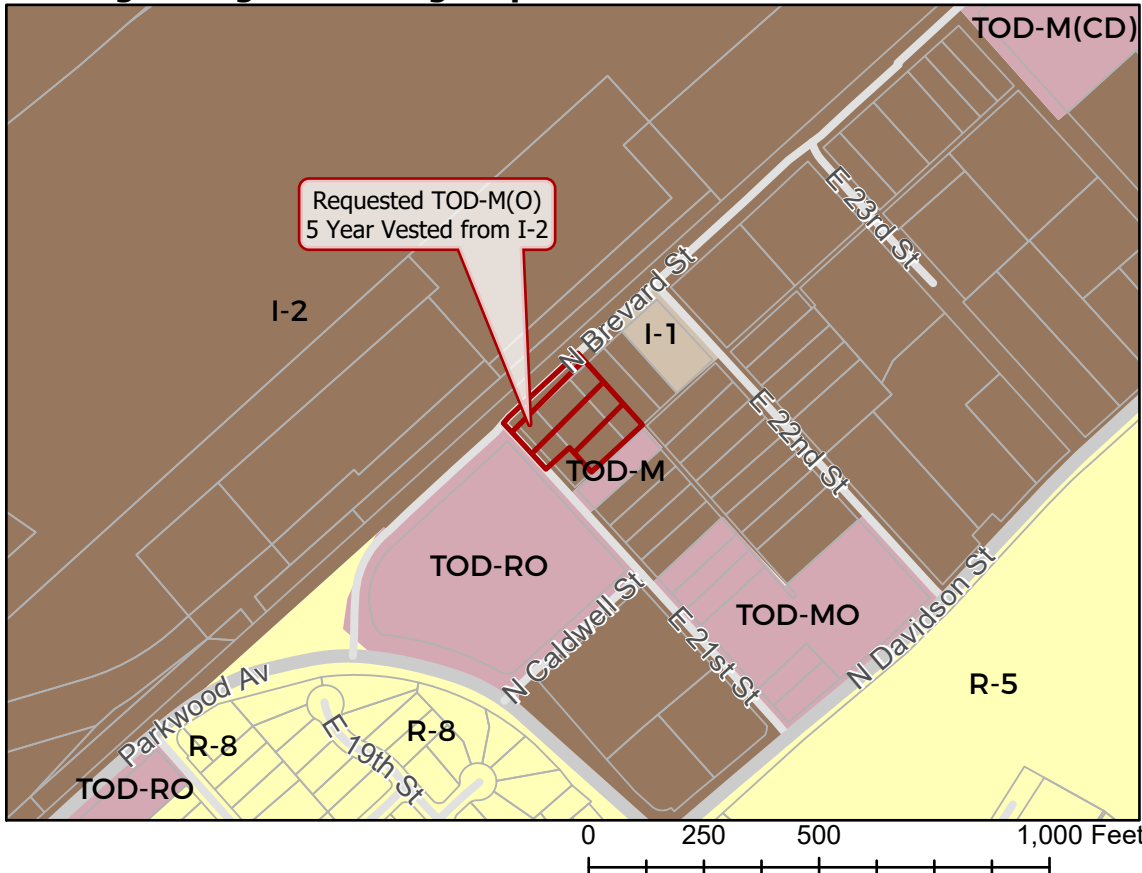 TOD-M(CD)
Requested TOD-M(O)
5 Year Vested from I-2
E 23rd St
N Brevard St
I-2
I-1
E 22nd St
TOD-M
TOD-RO
TOD-MO
N Caldwell St
E 21st St
N Davidson St
R-5
Parkwood Av
R-8
R-8
E 19th St
TOD-RO
0 250 500 1,000 Feet